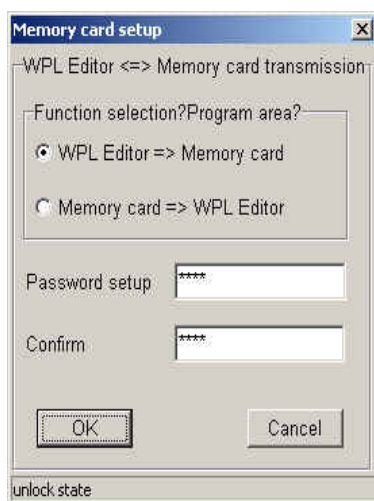 Memory card setup
WPL Editor <=> Memory card transmission
Function selection?Program area?
WPL Editor => Memory card
Memory card => WPL Editor
Password setup ****
Confirm ****
OK Cancel
unlock state